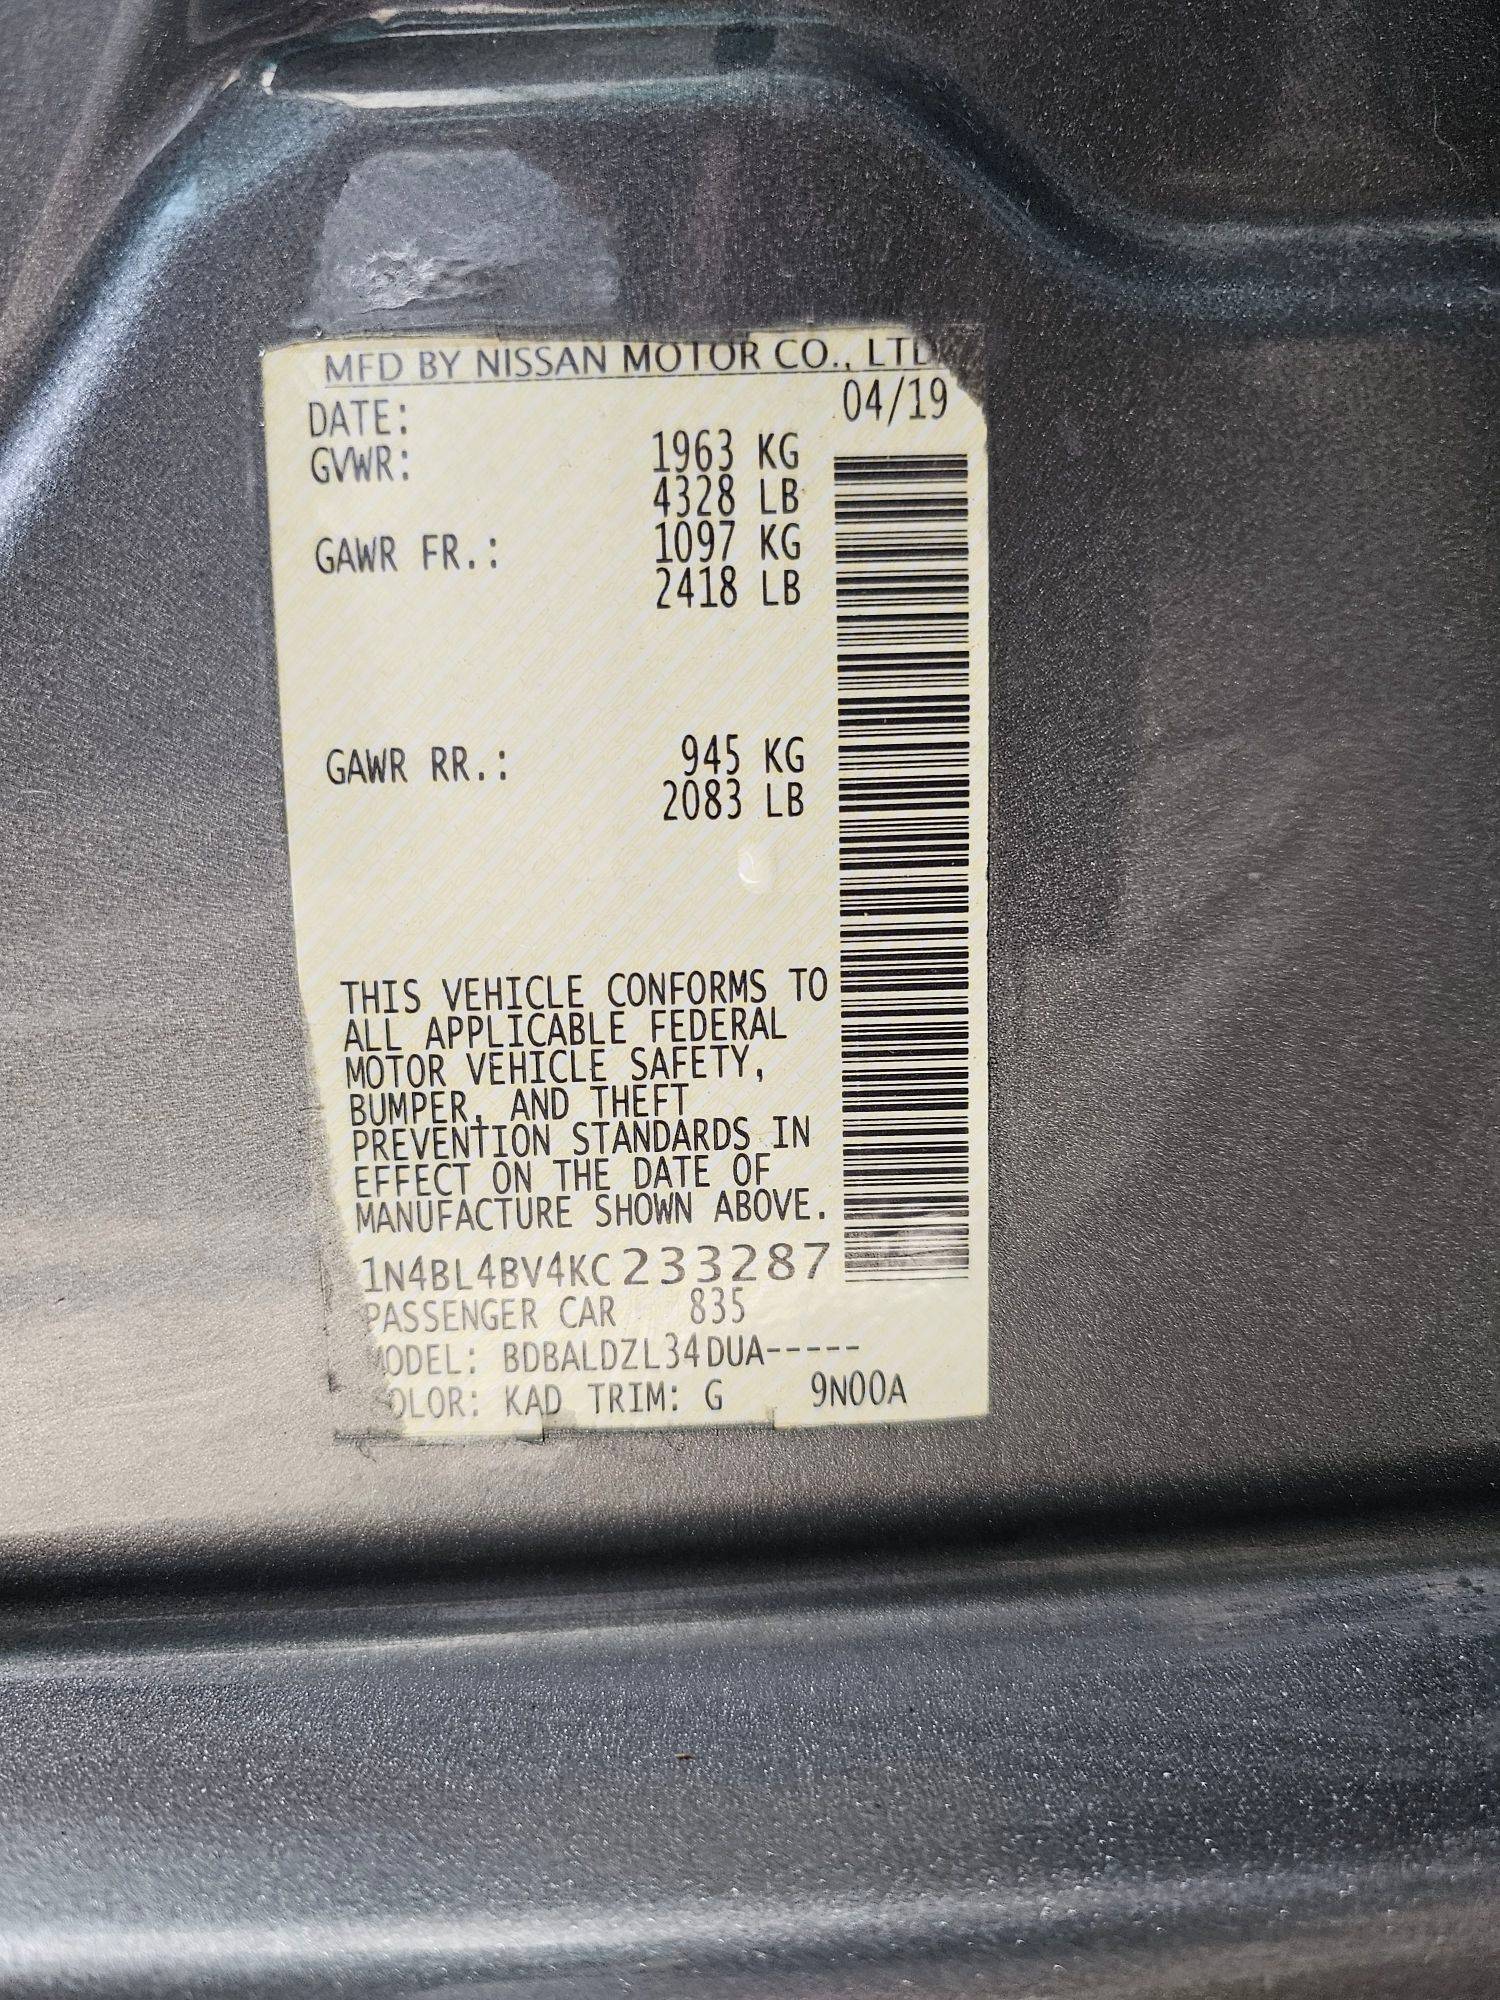 MFD BY NISSAN MOTOR CO., LTD
DATE: 04/19
GVWR: 1963 KG
4328 LB
GAWR FR.: 1097 KG
2418 LB
GAWR RR.: 945 KG
2083 LB
THIS VEHICLE CONFORMS TO
ALL APPLICABLE FEDERAL
MOTOR VEHICLE SAFETY,
BUMPER, AND THEFT
PREVENTION STANDARDS IN
EFFECT ON THE DATE OF
MANUFACTURE SHOWN ABOVE.
1N4BL4BV4KC233287
PASSENGER CAR 835
MODEL: BDBALDZL34DUA-----
OLOR: KAD TRIM: G 9N00A